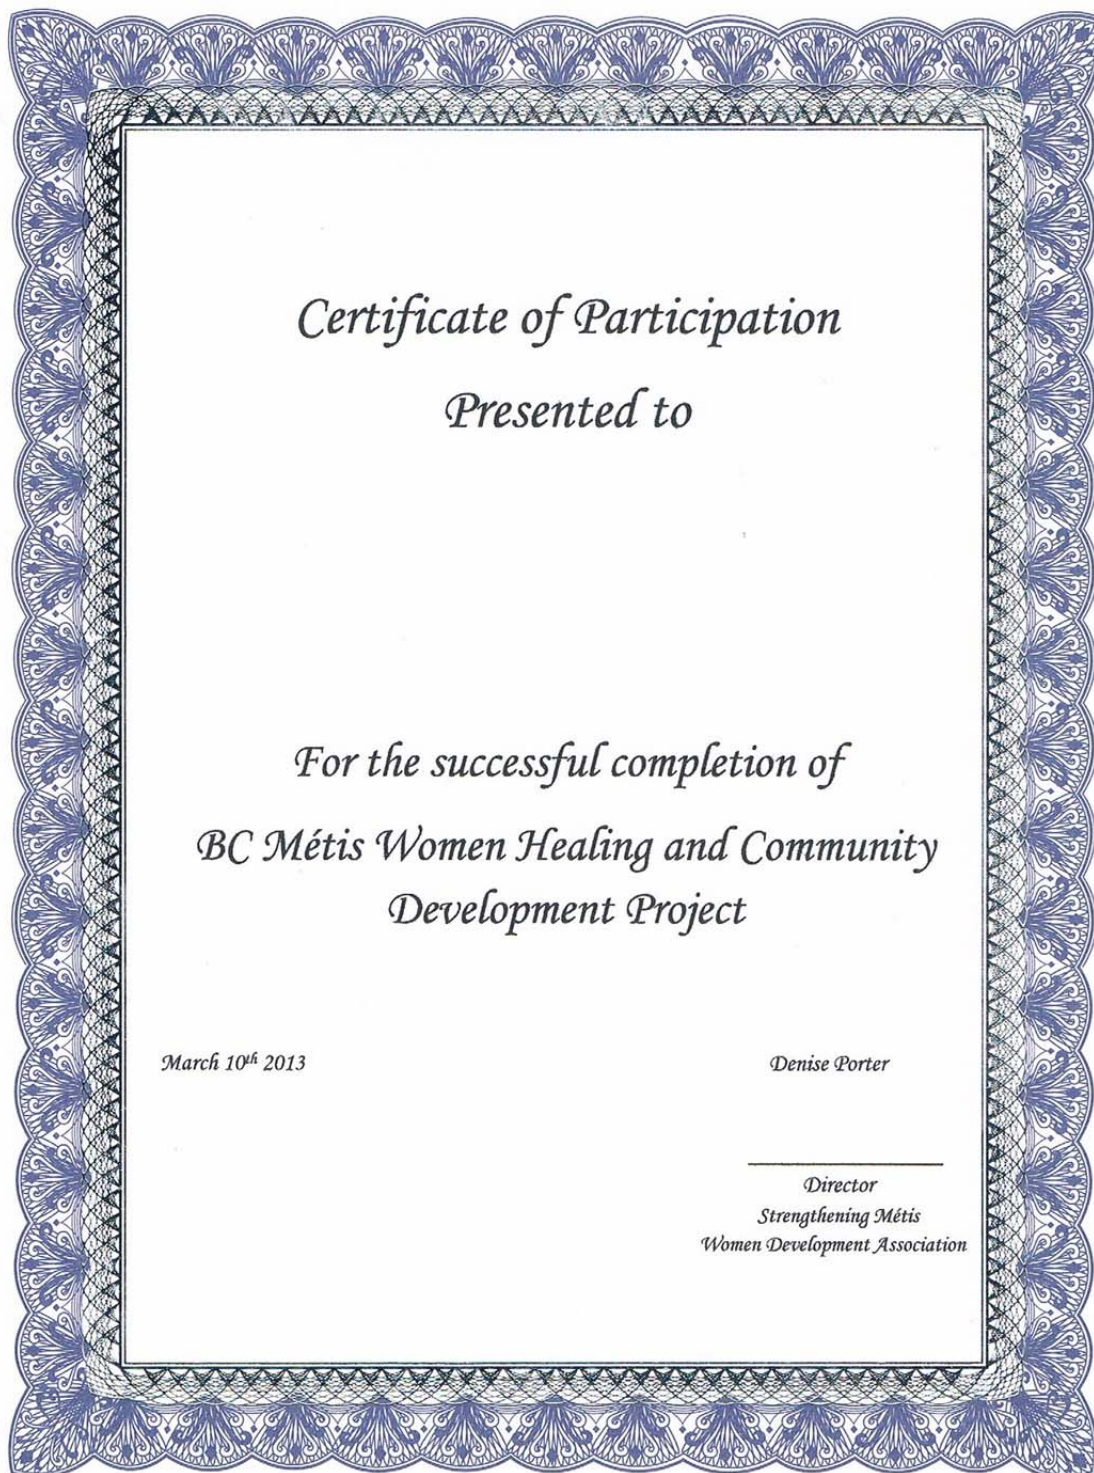 Certificate of Participation
Presented to
For the successful completion of
BC Métis Women Healing and Community
Development Project
March 10th 2013
Denise Porter
Director
Strengthening Métis
Women Development Association